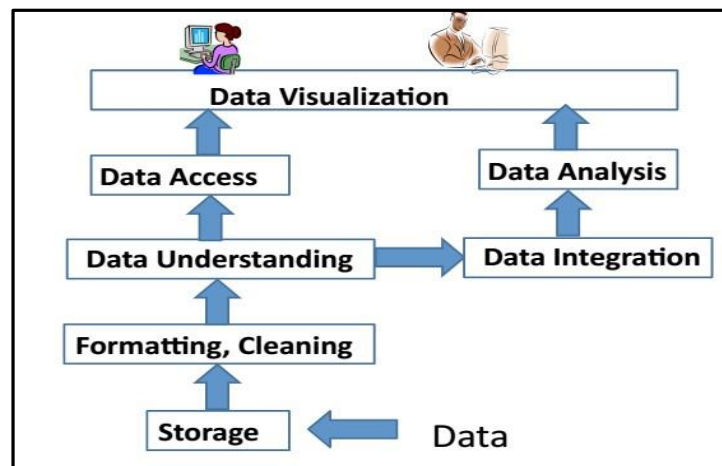 Data Visualization
Data Access
Data Analysis
Data Understanding
Data Integration
Formatting, Cleaning
Storage
Data